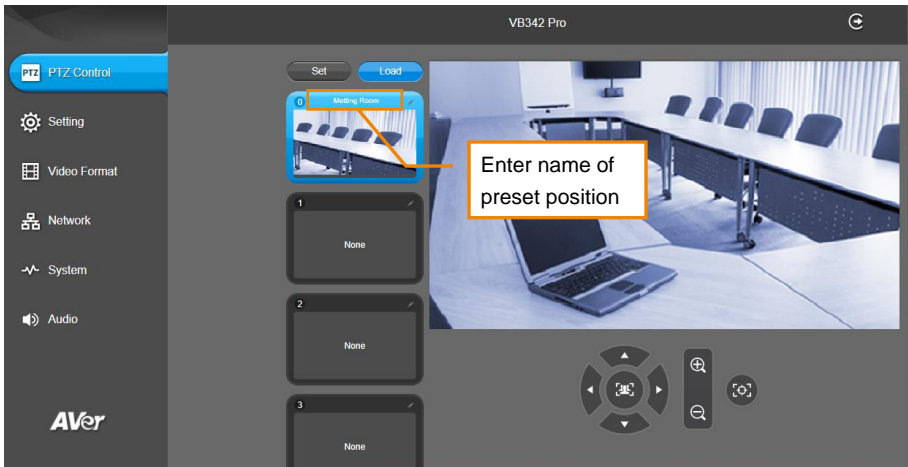 VB342 Pro
PTZ PTZ Control
Setting
Video Format
Network
System
Audio
AVer
Set Load
0 Metting Room
Enter name of
preset position
1
None
2
None
3
None